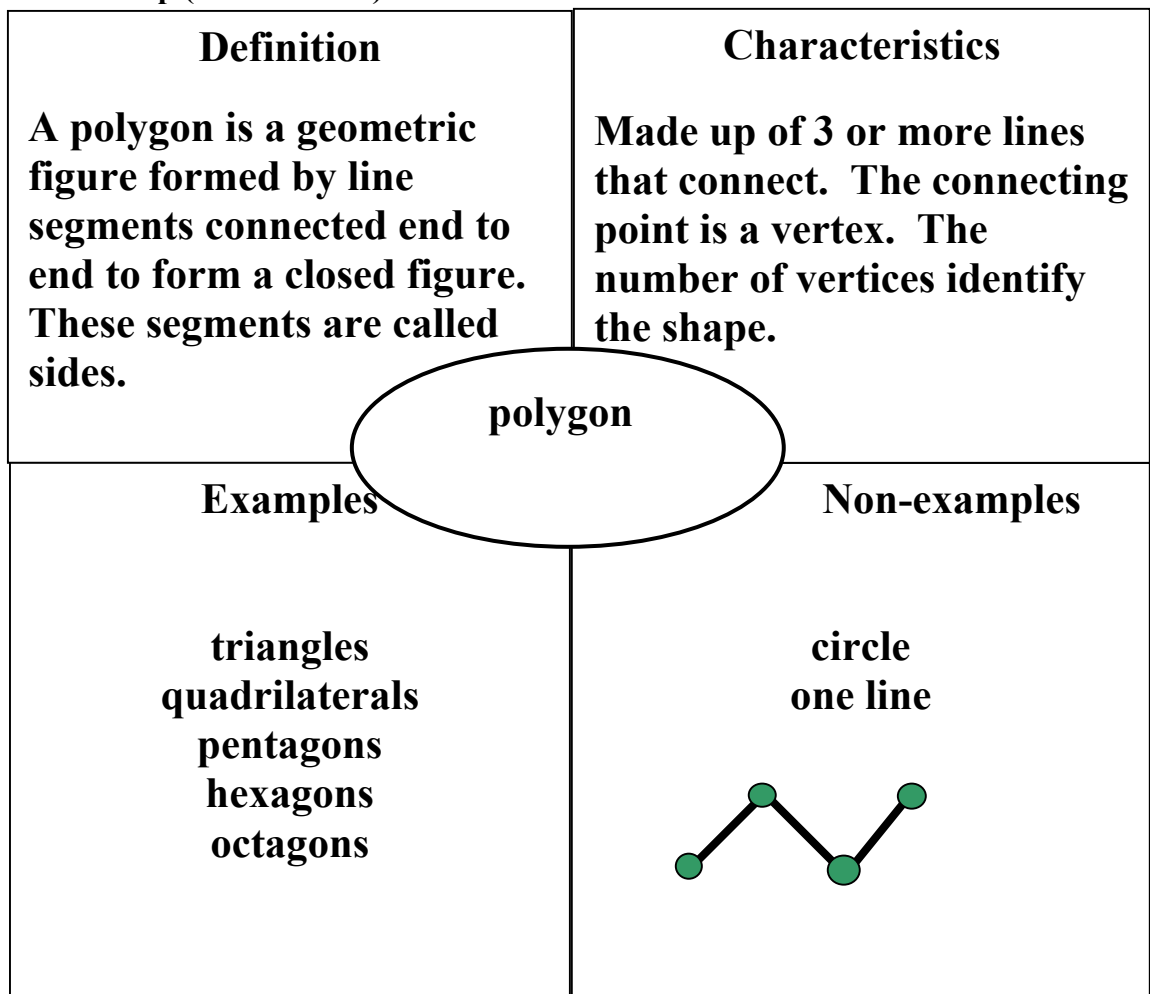 Definition
A polygon is a geometric
figure formed by line
segments connected end to
end to form a closed figure.
These segments are called
sides.
Characteristics
Made up of 3 or more lines
that connect.  The connecting
point is a vertex.  The
number of vertices identify
the shape.
polygon
Examples
triangles
quadrilaterals
pentagons
hexagons
octagons
Non-examples
circle
one line